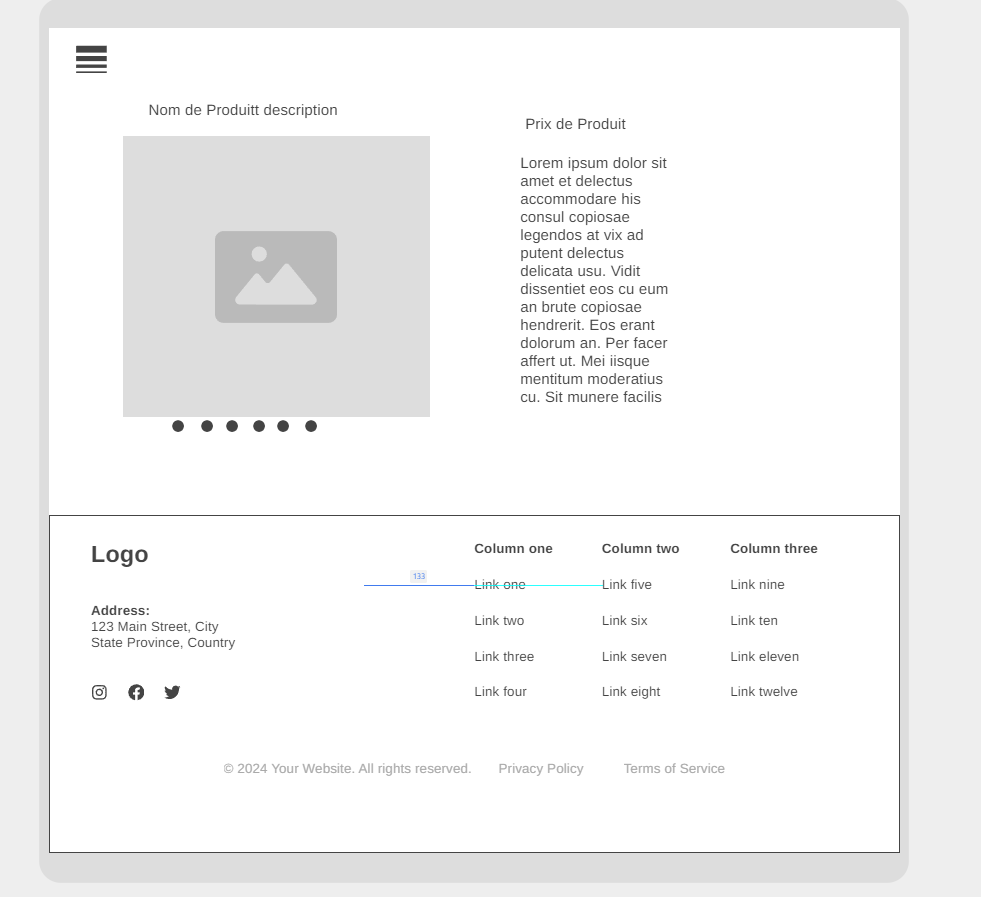 Nom de Produitt description
Prix de Produit
Lorem ipsum dolor sit
amet et delectus
accommodare his
consul copiosae
legendos at vix ad
putent delectus
delicata usu. Vidit
dissentiet eos cu eum
an brute copiosae
hendrerit. Eos erant
dolorum an. Per facer
affert ut. Mei iisque
mentitum moderatius
cu. Sit munere facilis
Logo
Address:
123 Main Street, City
State Province, Country
133
Column one
Link one
Link two
Link three
Link four
Column two
Link five
Link six
Link seven
Link eight
Column three
Link nine
Link ten
Link eleven
Link twelve
© 2024 Your Website. All rights reserved. Privacy Policy Terms of Service